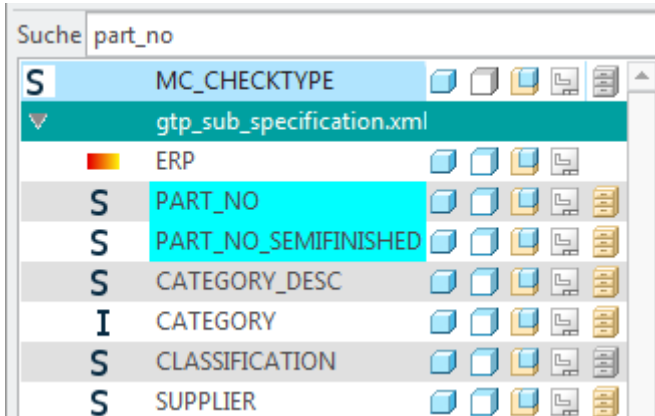 Suche part_no
S MC_CHECKTYPE
gtp_sub_specification.xml
ERP
S PART_NO
S PART_NO_SEMIFINISHED
S CATEGORY_DESC
I CATEGORY
S CLASSIFICATION
S SUPPLIER